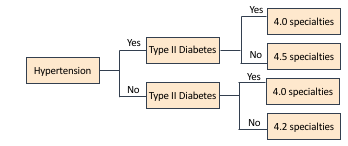 Yes
4.0 specialties
Yes
Type II Diabetes
No
4.5 specialties
Hypertension
Yes
4.0 specialties
No
Type II Diabetes
No
4.2 specialties